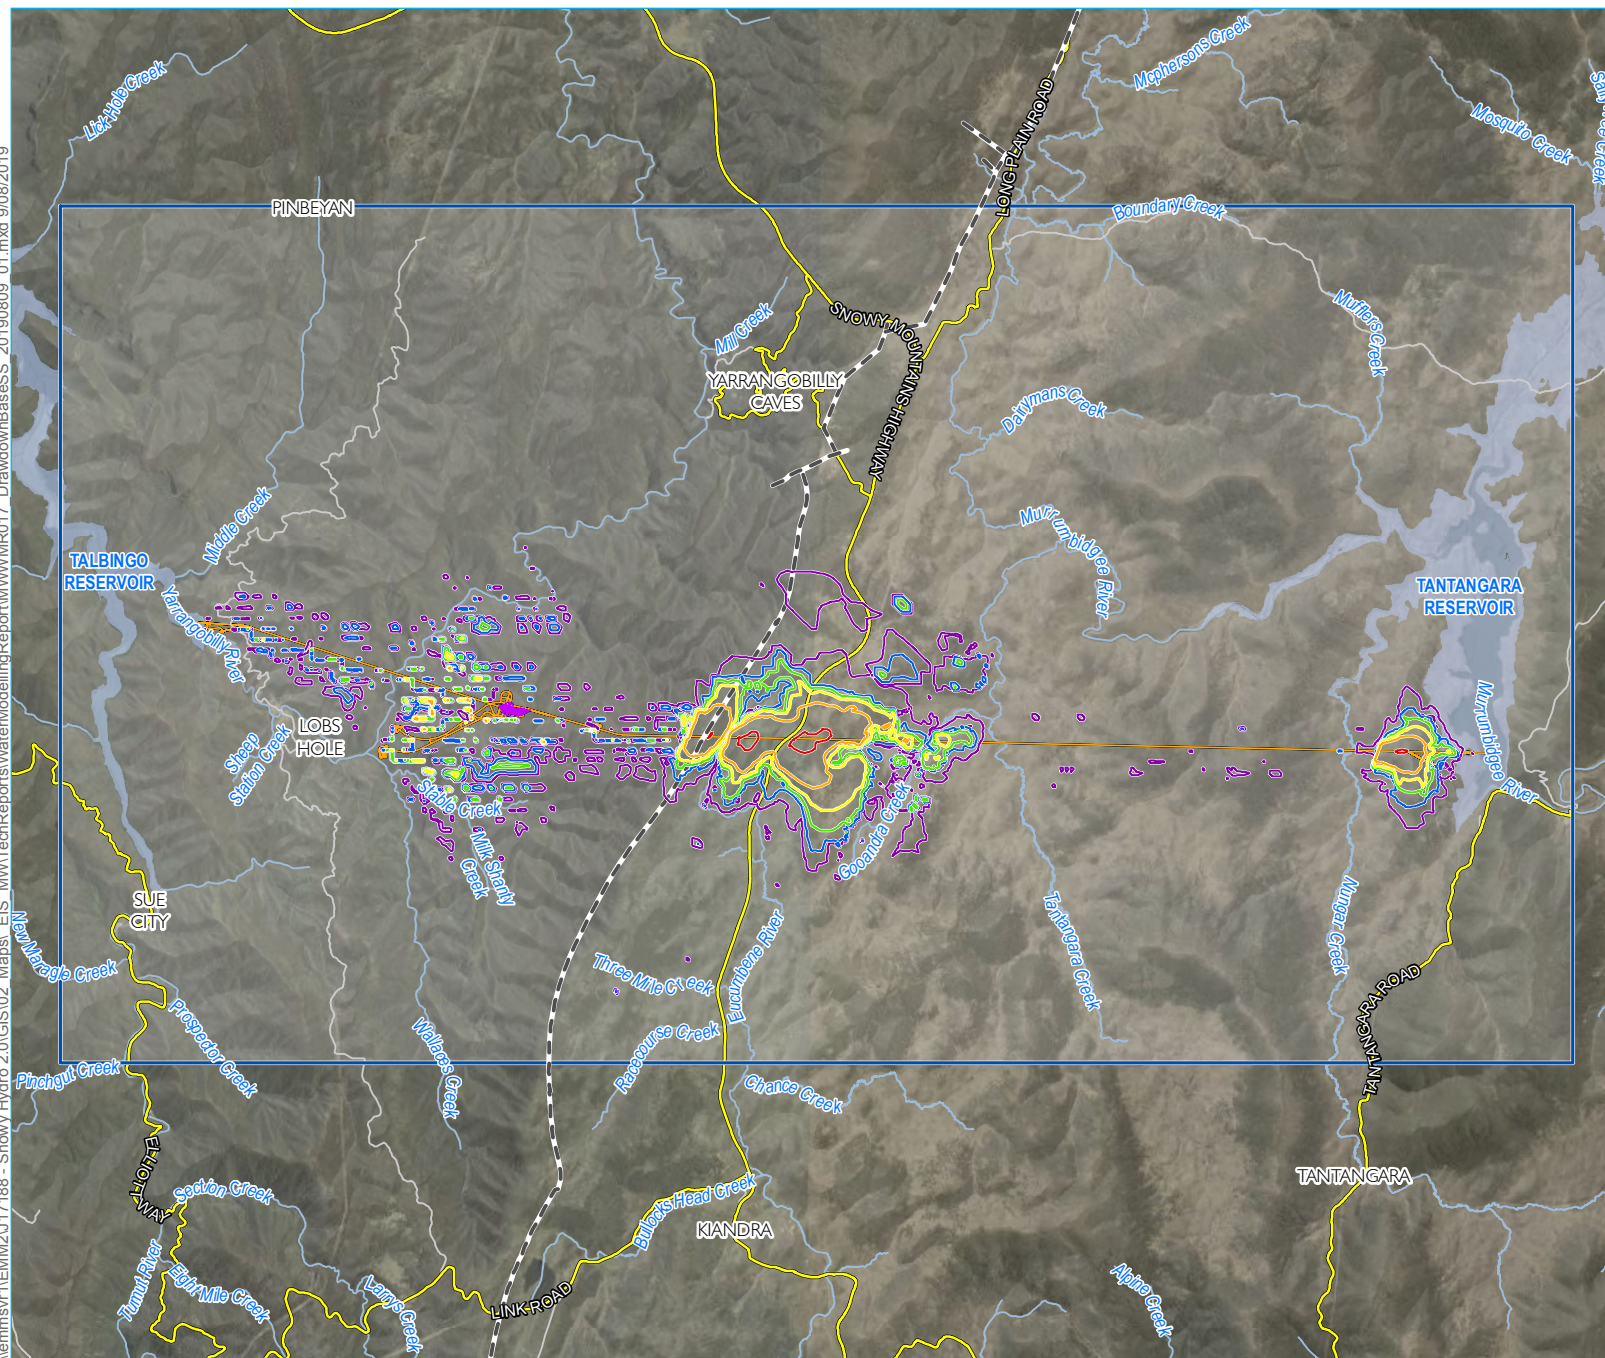 Mcphersons Creek
Lick Hole Creek
Mosquito Creek
LONG PLAIN ROAD
PINBEYAN
Boundary Creek
SNOWY MOUNTAINS HIGHWAY
Mufflers Creek
Mill Creek
YARRANGOBILLY
CAVES
Dairymans Creek
Middle Creek
Murrumbidgee River
TALBINGO
RESERVOIR
TANTANGARA
RESERVOIR
Yarrangobilly River
LOBS
HOLE
Sheep
Station Creek
Murrumbidgee River
Stable Creek
Gooandra Creek
Milk Shanty
Creek
SUE
CITY
New Maragle Creek
Three Mile Creek
Eucumbene River
Tantangara Creek
Nungar Creek
TANTANGARA ROAD
Prospector Creek
Wallaces Creek
Racecourse Creek
Pinchgut Creek
Chance Creek
ELLIOTT
WAY
Section Creek
Bullocks Head Creek
TANTANGARA
KIANDRA
Tumut River
Eight Mile Creek
Larrys Creek
LINK ROAD
Alpine Creek